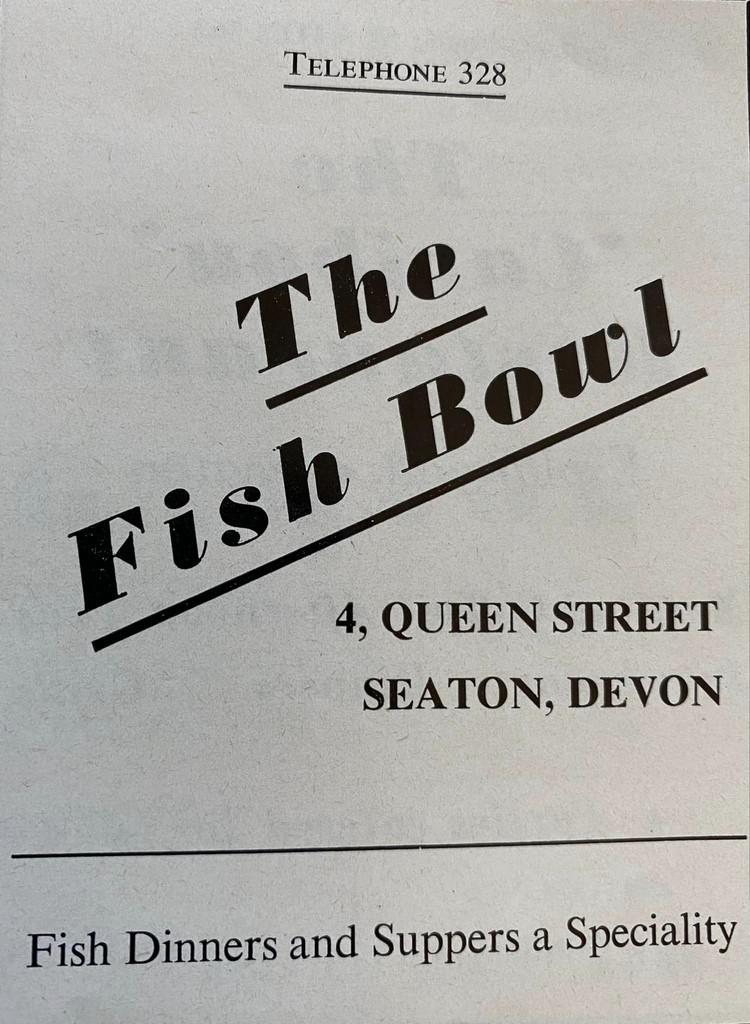 TELEPHONE 328
The
Fish Bowl
4, QUEEN STREET
SEATON, DEVON
Fish Dinners and Suppers a Speciality